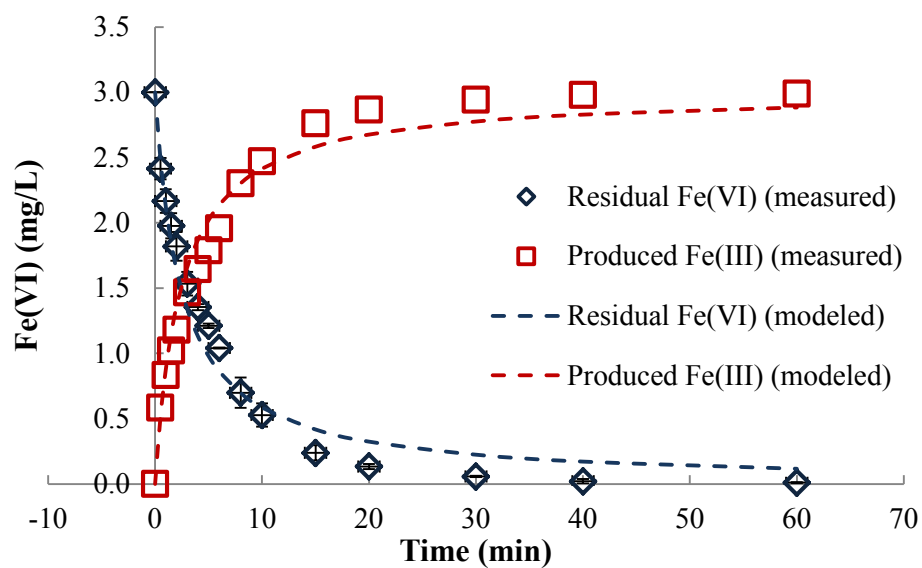 3.5
3.0
2.5
2.0
1.5
1.0
0.5
0.0
Fe(VI) (mg/L)
Residual Fe(VI) (measured)
Produced Fe(III) (measured)
Residual Fe(VI) (modeled)
Produced Fe(III) (modeled)
-10 0 10 20 30 40 50 60 70
Time (min)